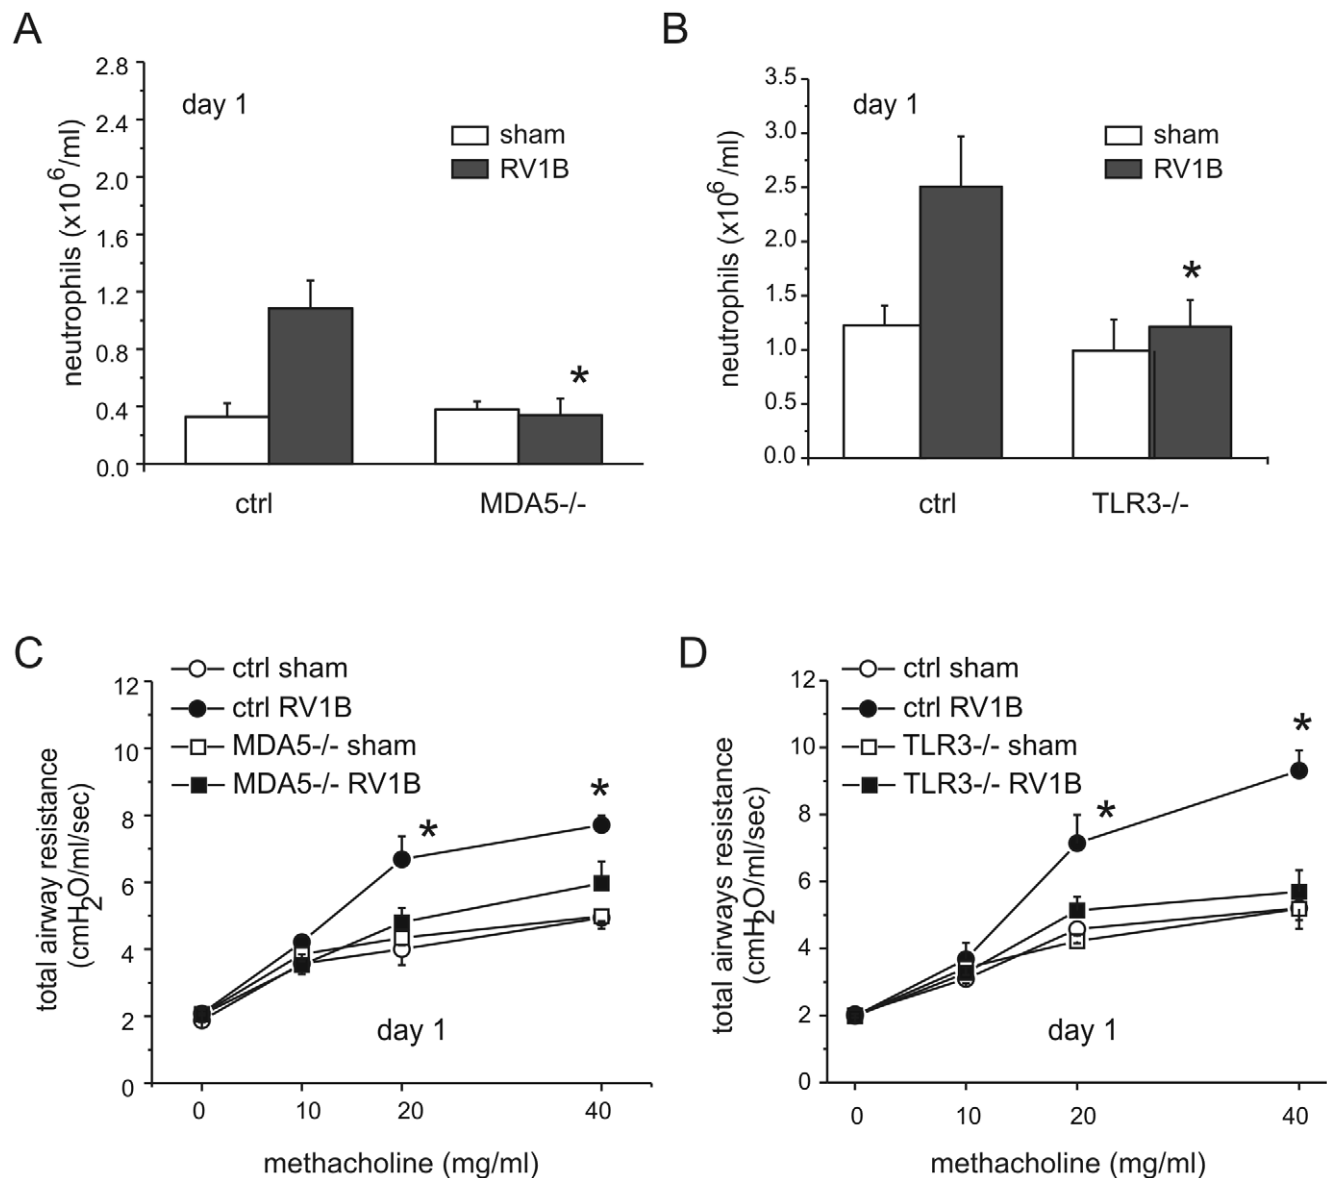 A
2.8
2.4
2.0
1.6
1.2
0.8
0.4
0.0
neutrophils (x10^6/ml)
day 1
sham
RV1B
*
ctrl
MDA5-/-
B
3.5
3.0
2.5
2.0
1.5
1.0
0.5
0.0
neutrophils (x10^6 /ml)
day 1
sham
RV1B
*
ctrl
TLR3-/-
C
ctrl sham
ctrl RV1B
MDA5-/- sham
MDA5-/- RV1B
12
10
8
6
4
2
0
total airway resistance
(cmH2O/ml/sec)
*
*
day 1
0
10
20
40
methacholine (mg/ml)
D
ctrl sham
ctrl RV1B
TLR3-/- sham
TLR3-/- RV1B
12
10
8
6
4
2
0
total airways resistance
(cmH2O/ml/sec)
*
*
day 1
0
10
20
40
methacholine (mg/ml)